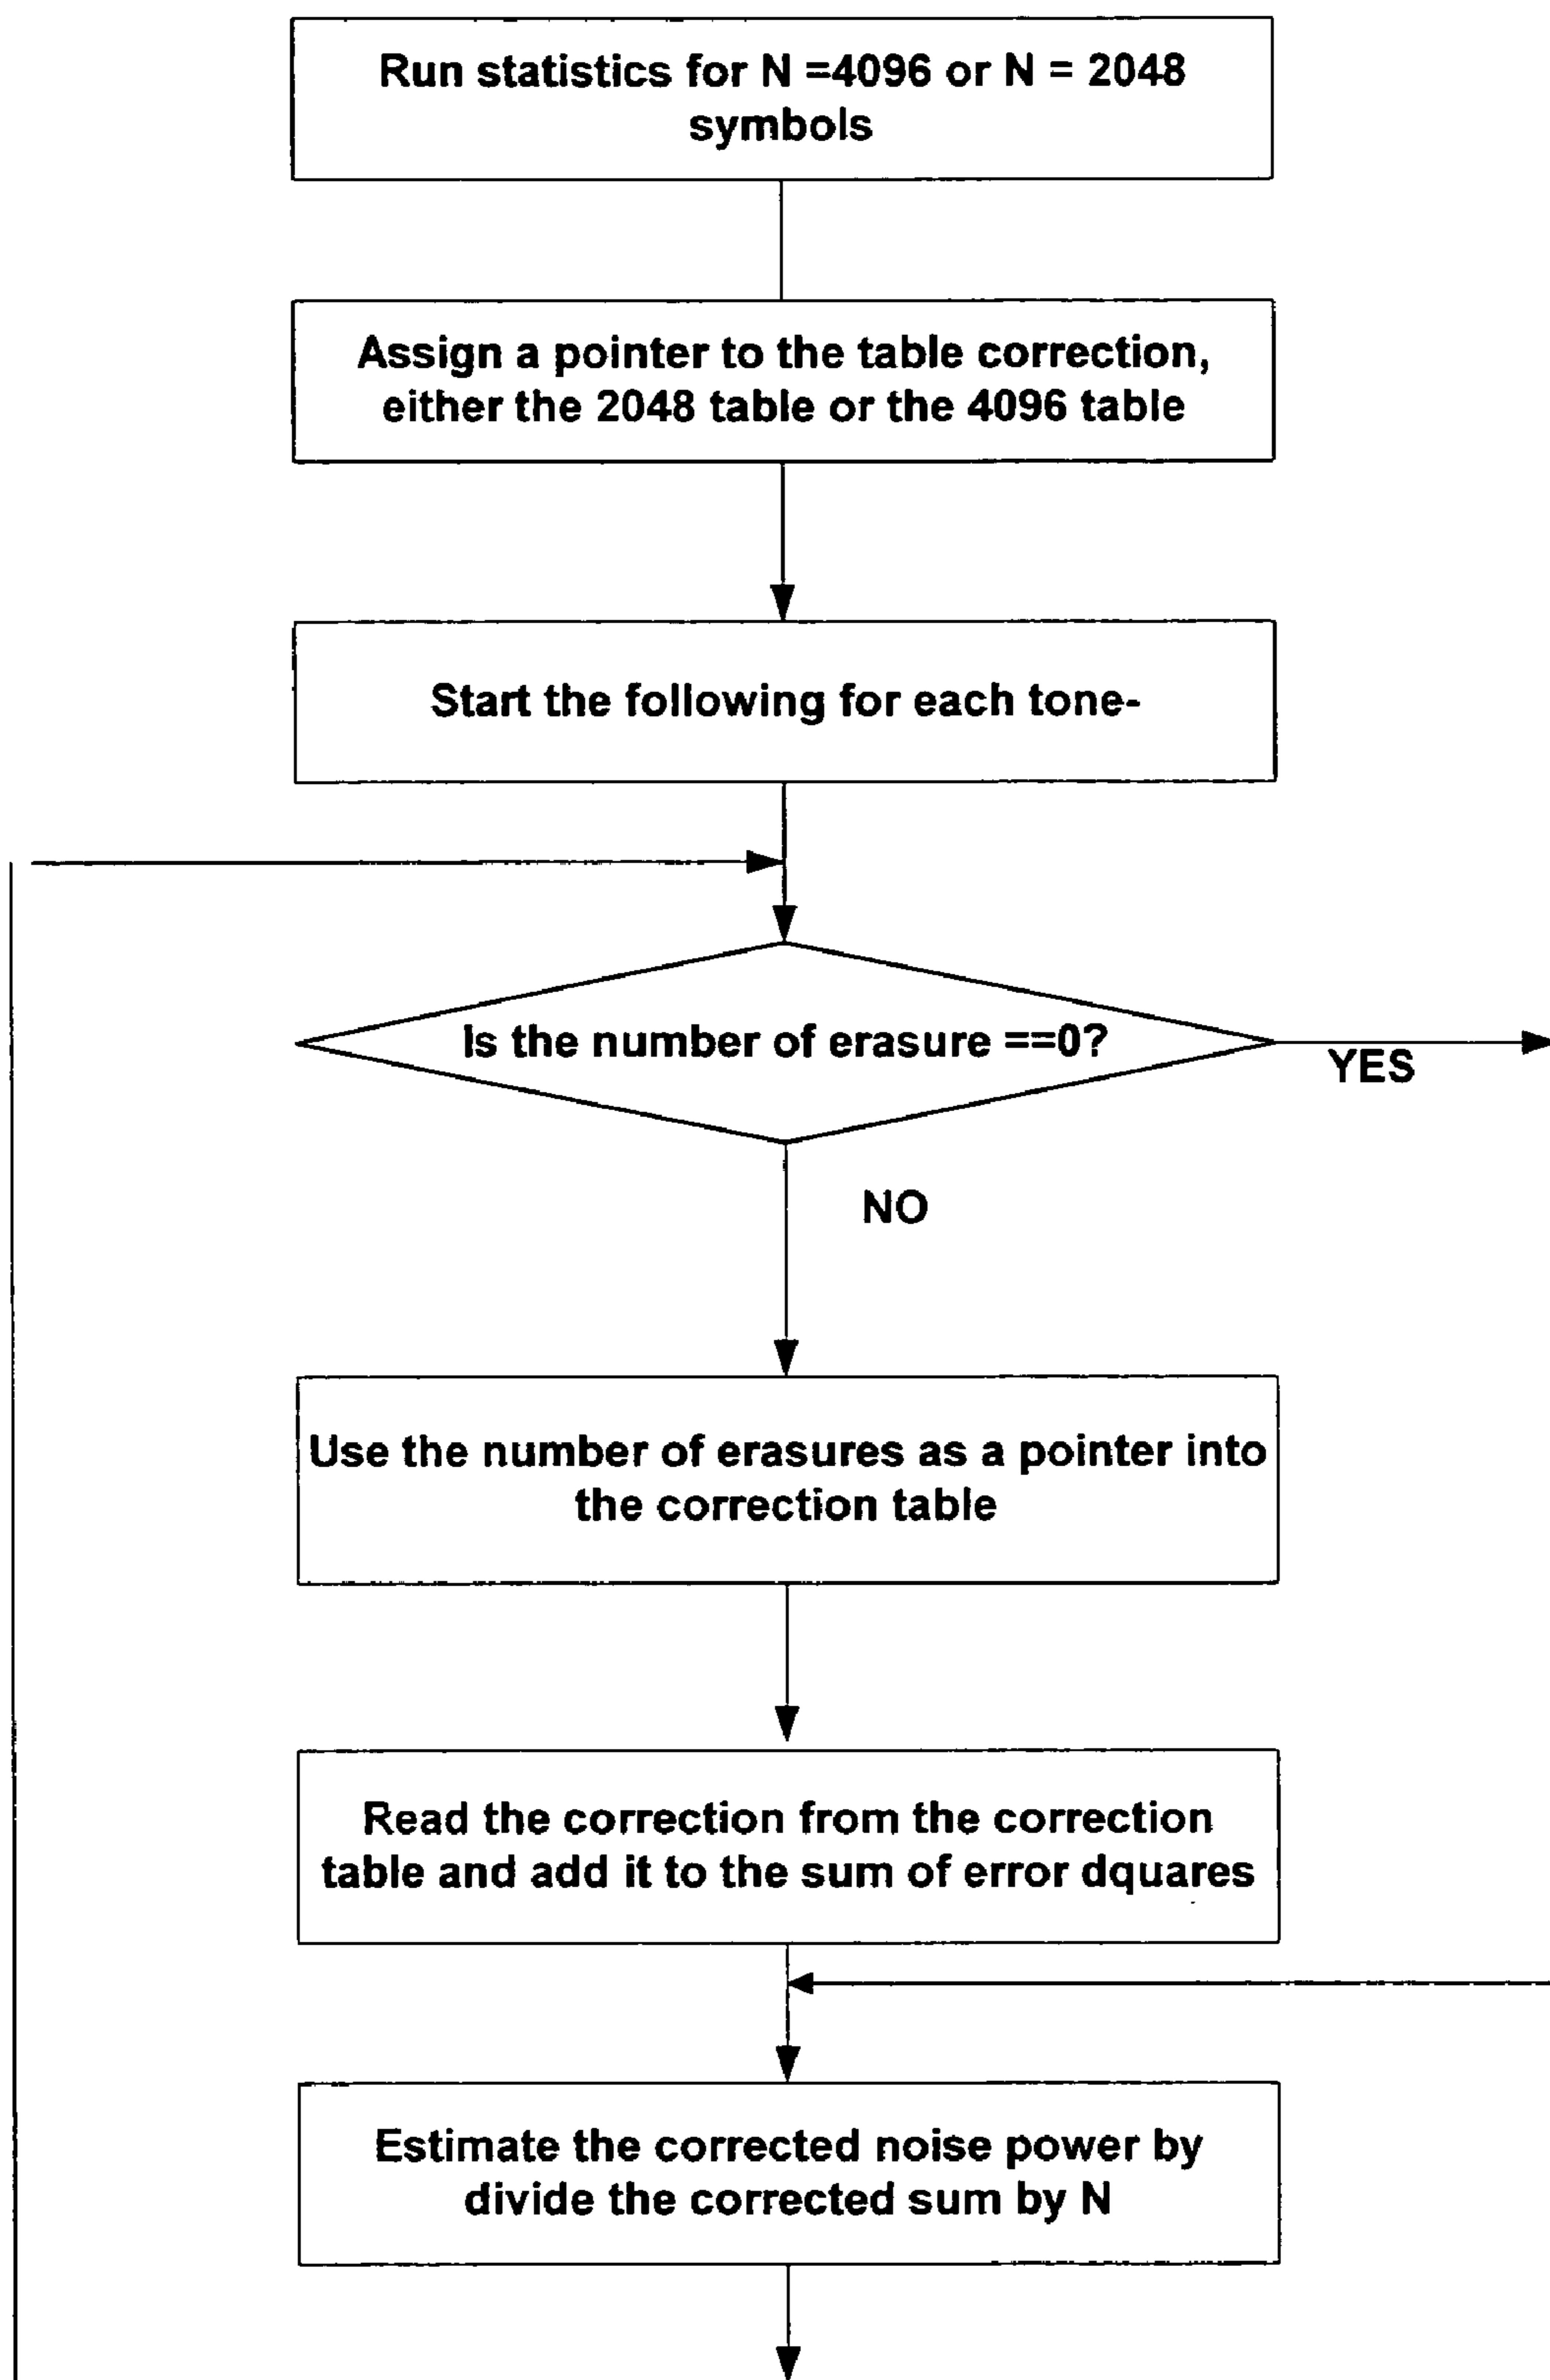 Run statistics for N =4096 or N = 2048
symbols
Assign a pointer to the table correction,
either the 2048 table or the 4096 table
Start the following for each tone-
Is the number of erasure ==0?
YES
NO
Use the number of erasures as a pointer into
the correction table
Read the correction from the correction
table and add it to the sum of error dquares
Estimate the corrected noise power by
divide the corrected sum by N